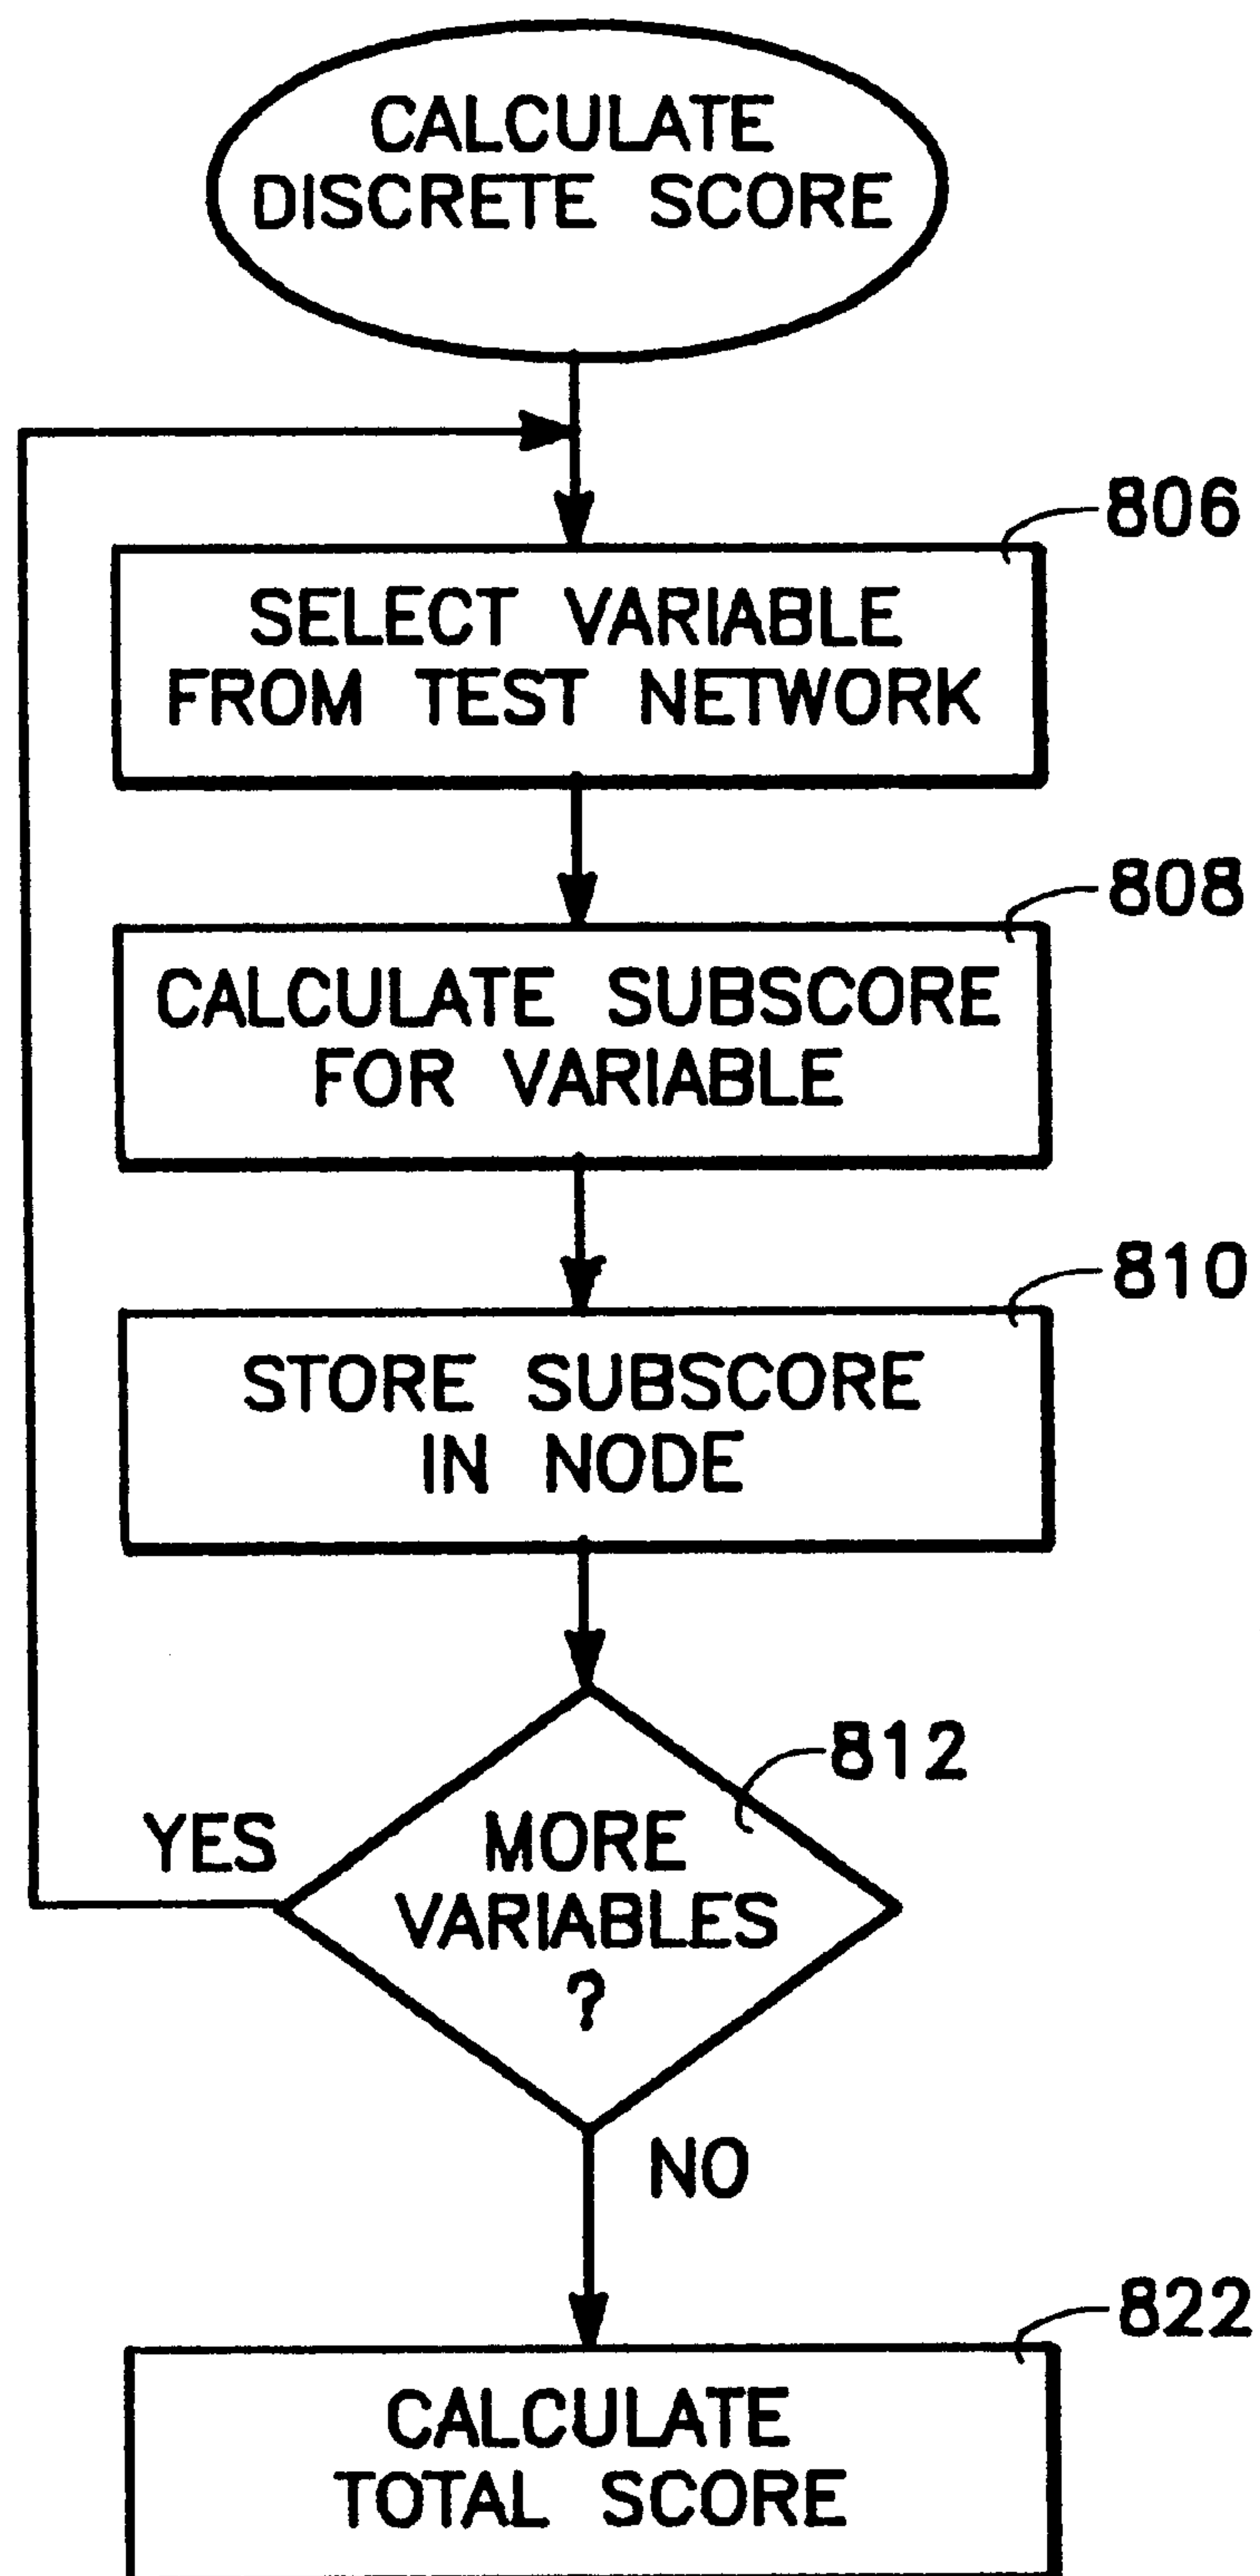 CALCULATE
DISCRETE SCORE
806
SELECT VARIABLE
FROM TEST NETWORK
808
CALCULATE SUBSCORE
FOR VARIABLE
810
STORE SUBSCORE
IN NODE
812
YES
MORE
VARIABLES
?
NO
822
CALCULATE
TOTAL SCORE